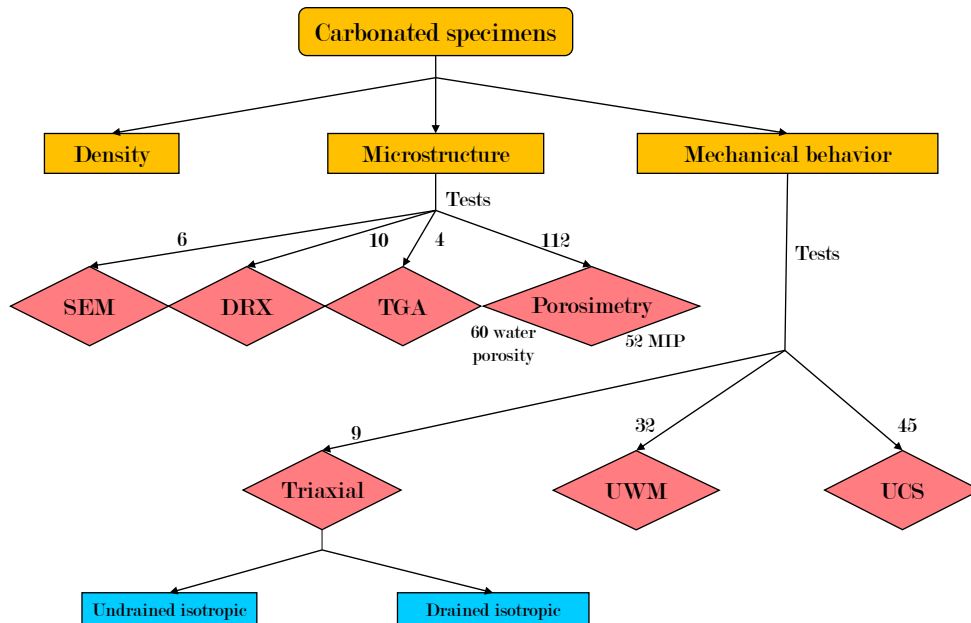 Carbonated specimens
Density
Microstructure
Mechanical behavior
Tests
6
10
4
112
Tests
SEM
DRX
TGA
Porosimetry
60 water
porosity
52 MIP
9
32
45
Triaxial
UWM
UCS
Undrained isotropic
Drained isotropic